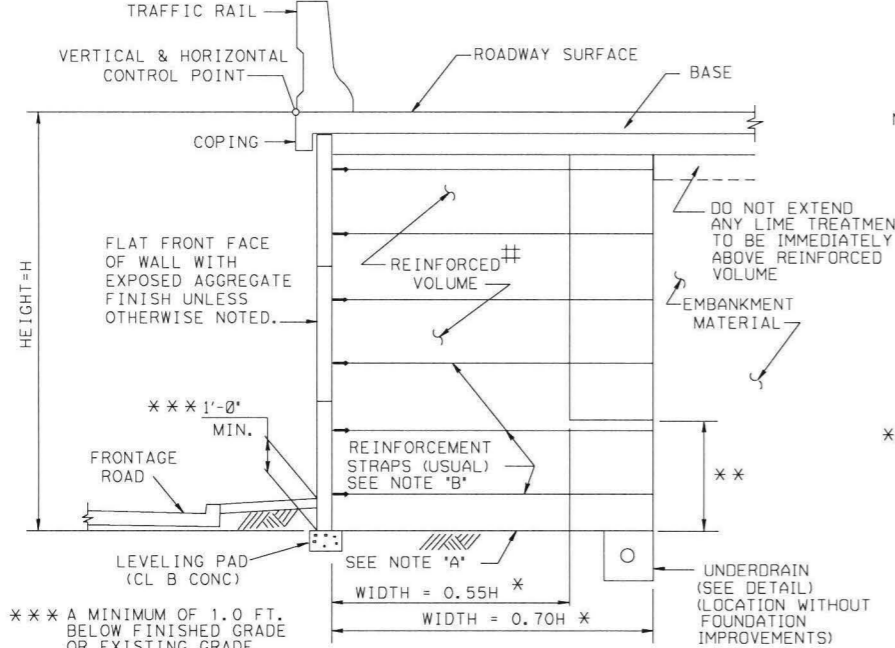 TRAFFIC RAIL
VERTICAL & HORIZONTAL
CONTROL POINT
ROADWAY SURFACE
BASE
COPING
HEIGHT=H
FLAT FRONT FACE
OF WALL WITH
EXPOSED AGGREGATE
FINISH UNLESS
OTHERWISE NOTED.
REINFORCED #
VOLUME
DO NOT EXTEND
ANY LIME TREATMEN
TO BE IMMEDIATELY
ABOVE REINFORCED
VOLUME
EMBANKMENT
MATERIAL
*** 1'-0"
MIN.
FRONTAGE
ROAD
REINFORCEMENT
STRAPS (USUAL)
SEE NOTE "B"
**
*
LEVELING PAD
(CL B CONC)
SEE NOTE "A"
WIDTH = 0.55H *
WIDTH = 0.70H *
UNDERDRAIN
(SEE DETAIL)
(LOCATION WITHOUT
FOUNDATION
IMPROVEMENTS)
*** A MINIMUM OF 1.0 FT.
BELOW FINISHED GRADE
OR EXISTING GRADE